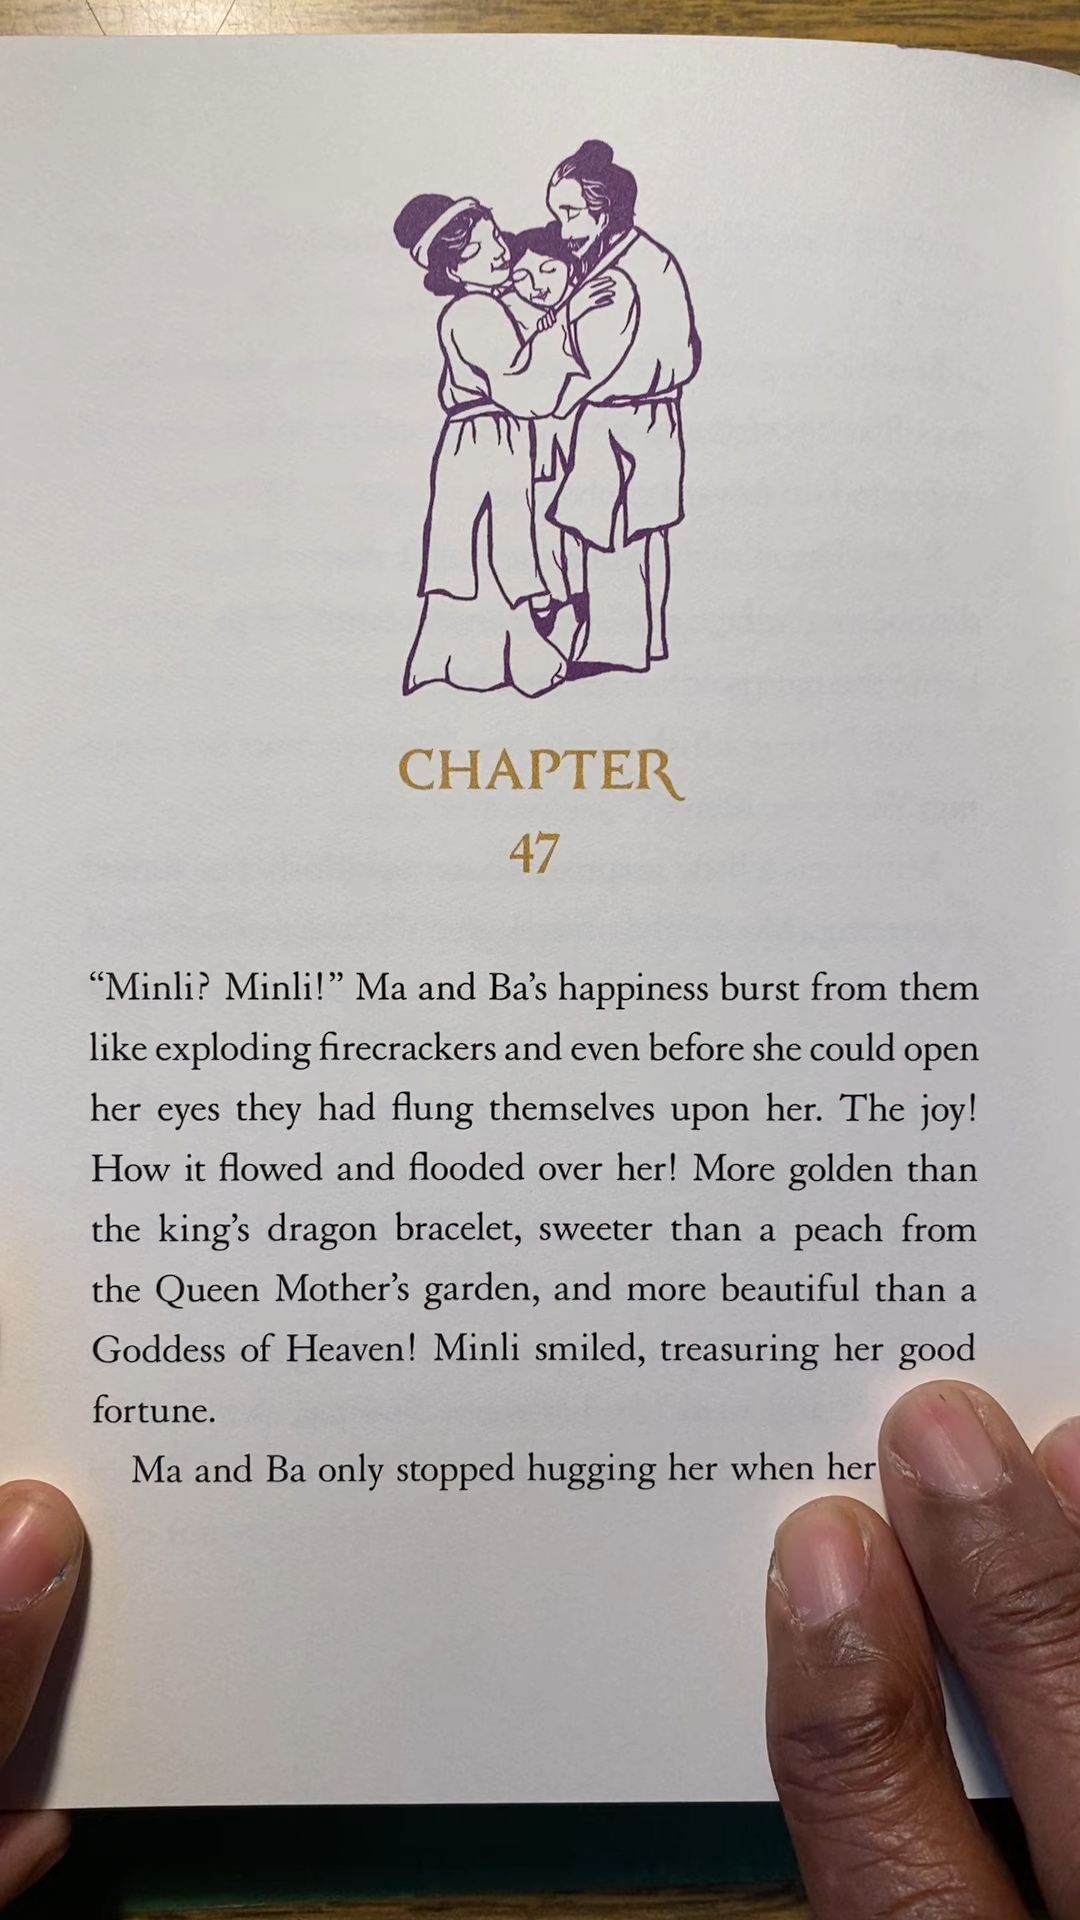 CHAPTER
47
“Minli? Minli!” Ma and Ba’s happiness burst from them
like exploding firecrackers and even before she could open
her eyes they had flung themselves upon her. The joy!
How it flowed and flooded over her! More golden than
the king’s dragon bracelet, sweeter than a peach from
the Queen Mother’s garden, and more beautiful than a
Goddess of Heaven! Minli smiled, treasuring her good
fortune.
Ma and Ba only stopped hugging her when her